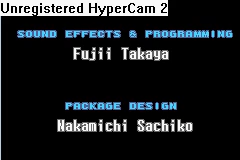 Unregistered HyperCam 2
SOUND EFFECTS & PROGRAMMING
Fujii Takaya
PACKAGE DESIGN
Nakamichi Sachiko